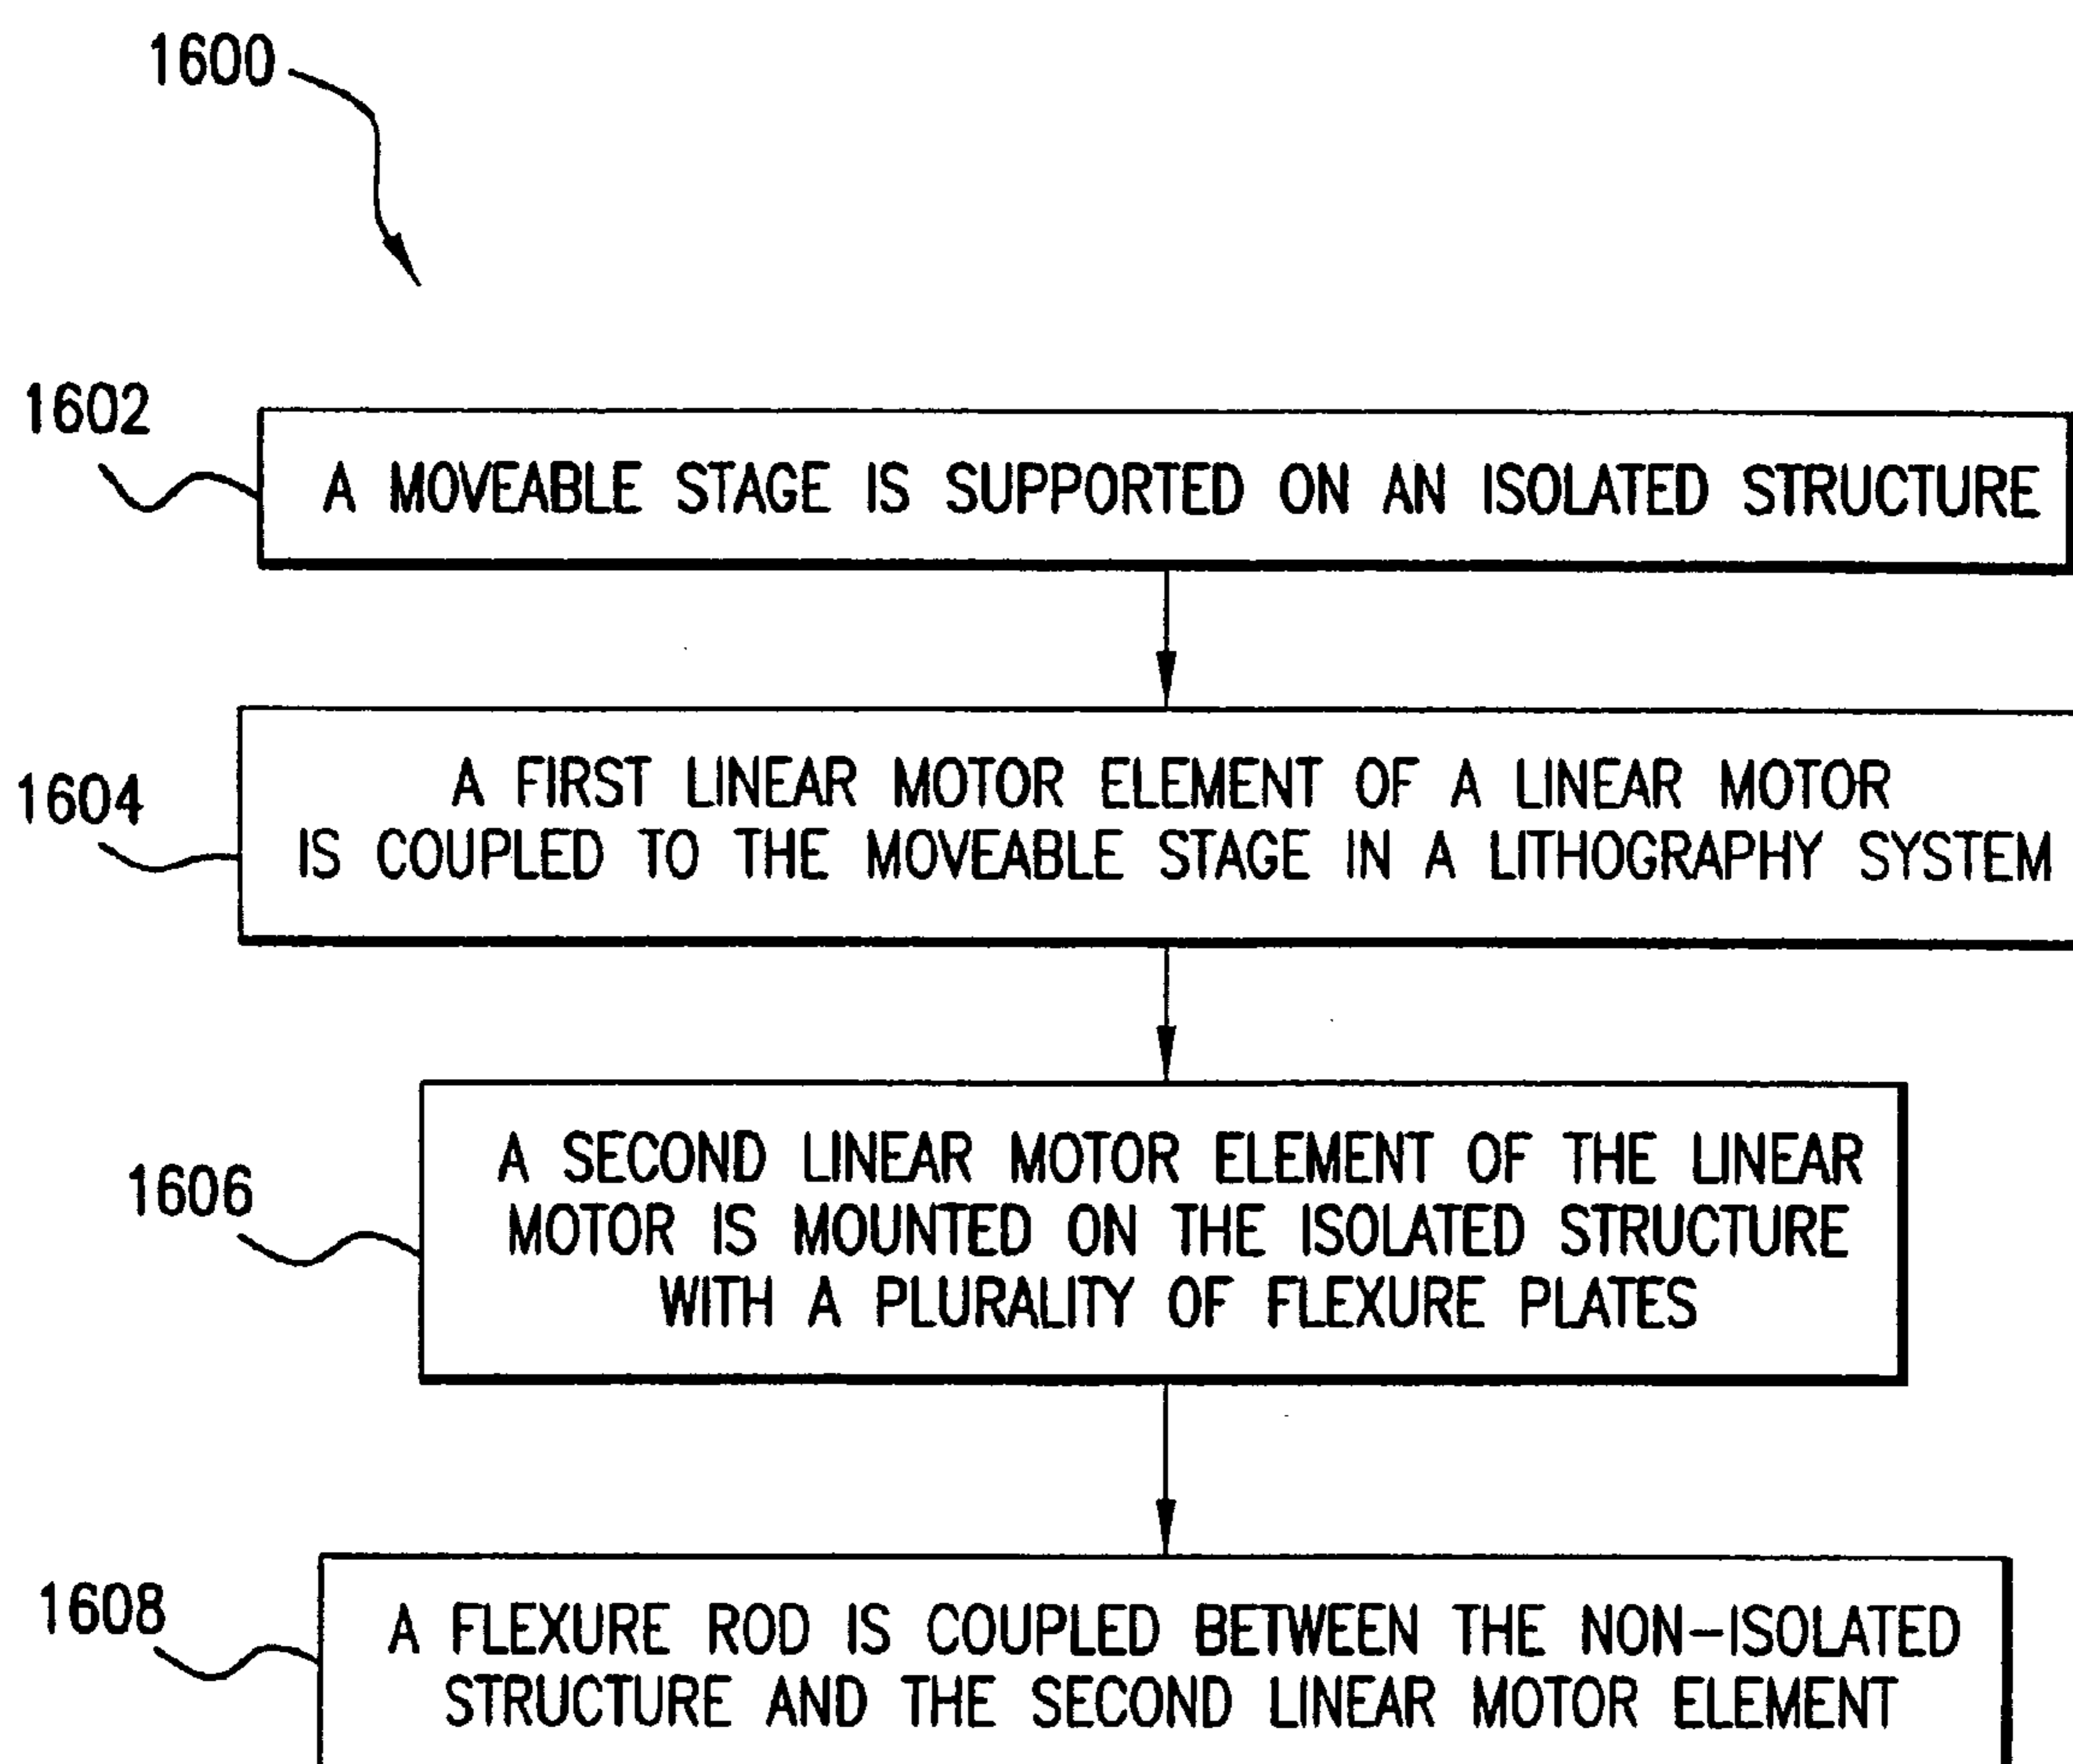 1600
1602
A MOVEABLE STAGE IS SUPPORTED ON AN ISOLATED STRUCTURE
1604
A FIRST LINEAR MOTOR ELEMENT OF A LINEAR MOTOR
IS COUPLED TO THE MOVEABLE STAGE IN A LITHOGRAPHY SYSTEM
1606
A SECOND LINEAR MOTOR ELEMENT OF THE LINEAR
MOTOR IS MOUNTED ON THE ISOLATED STRUCTURE
WITH A PLURALITY OF FLEXURE PLATES
1608
A FLEXURE ROD IS COUPLED BETWEEN THE NON-ISOLATED
STRUCTURE AND THE SECOND LINEAR MOTOR ELEMENT